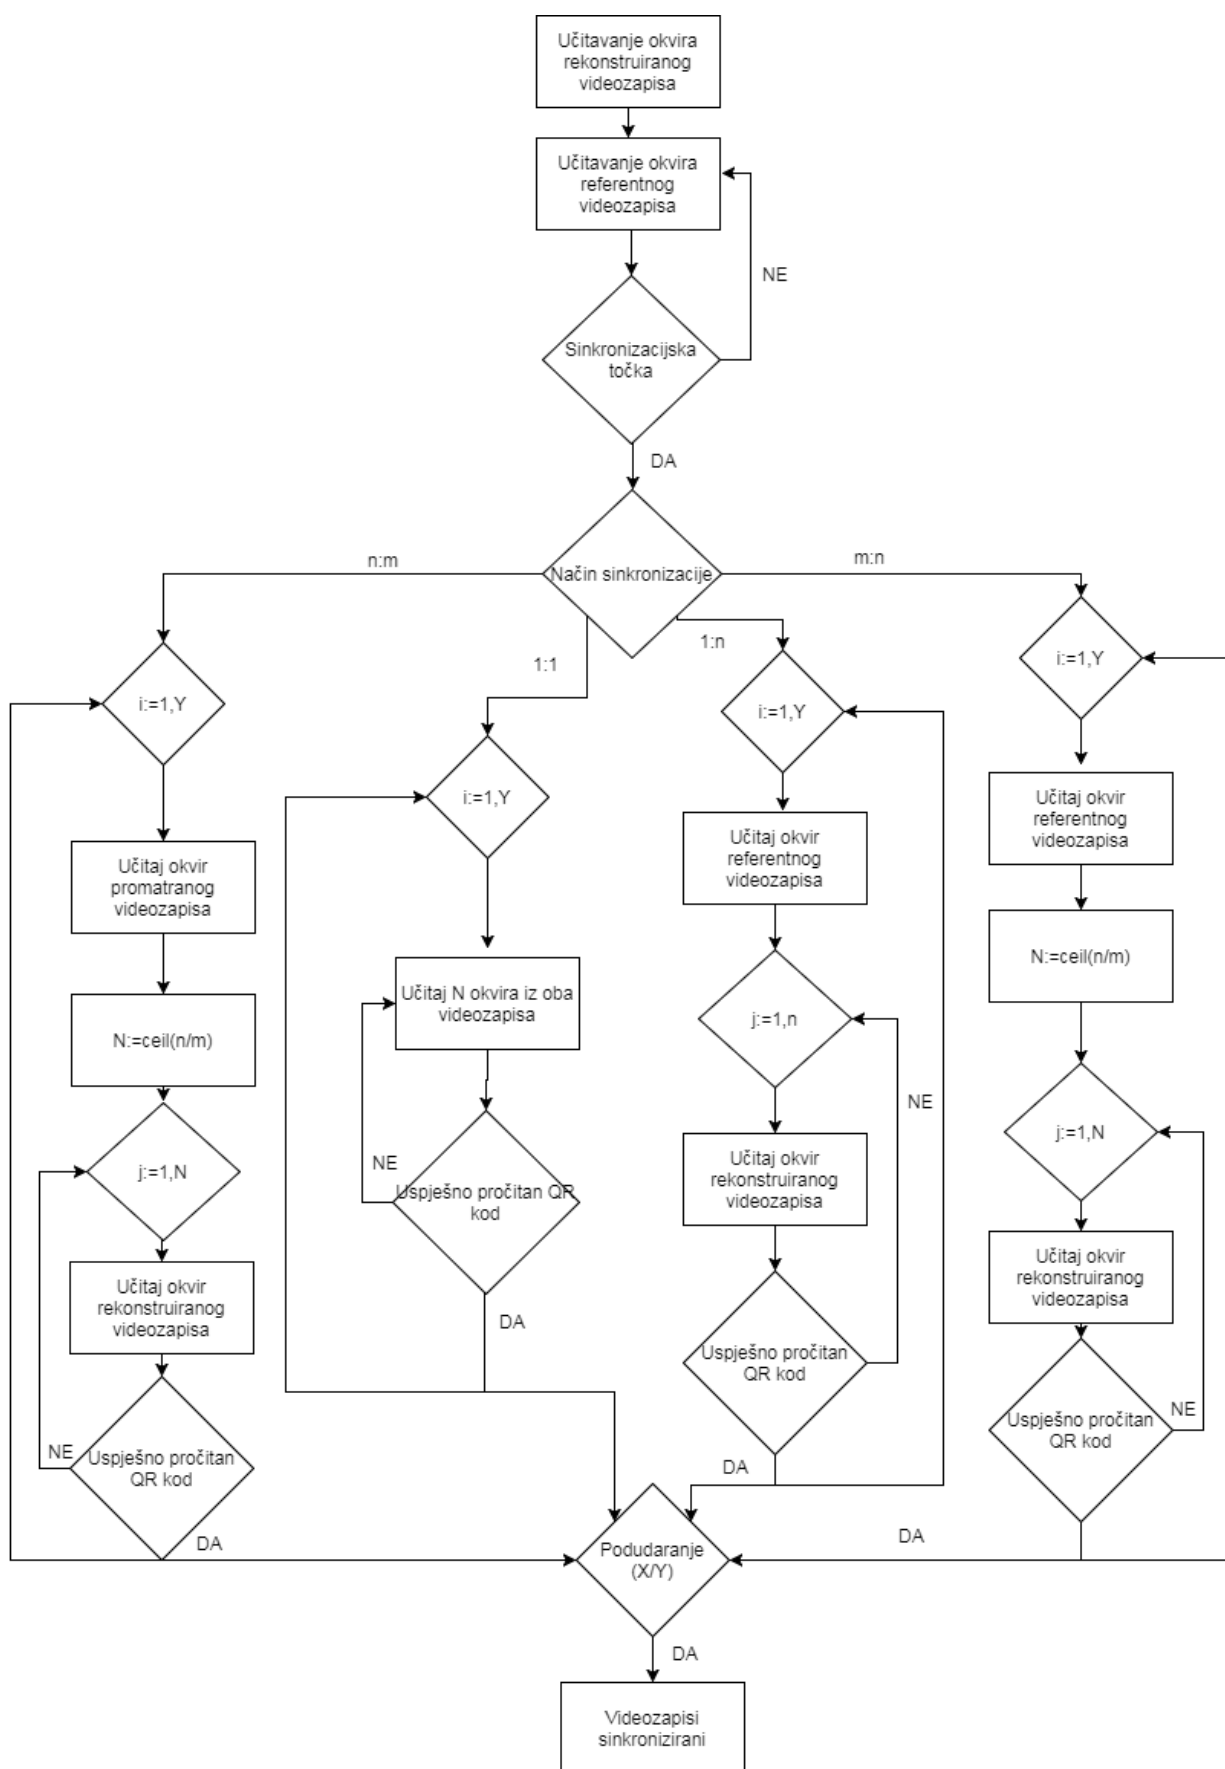 Učitavanje okvira
rekonstruiranog
videozapisa
Učitavanje okvira
referentnog
videozapisa
NE
Sinkronizacijska
točka
DA
Način sinkronizacije
n:m
1:1
1:n
m:n
i:=1,Y
Učitaj okvir
promatranog
videozapisa
N:=ceil(n/m)
j:=1,N
Učitaj okvir
rekonstruiranog
videozapisa
NE
Uspješno pročitan
QR kod
DA
i:=1,Y
Učitaj N okvira iz oba
videozapisa
NE
Uspješno pročitan QR
kod
DA
i:=1,Y
Učitaj okvir
referentnog
videozapisa
j:=1,n
NE
Učitaj okvir
rekonstruiranog
videozapisa
Uspješno pročitan
QR kod
DA
i:=1,Y
Učitaj okvir
referentnog
videozapisa
N:=ceil(n/m)
j:=1,N
Učitaj okvir
rekonstruiranog
videozapisa
Uspješno pročitan
QR kod
NE
DA
Podudaranje
(X/Y)
DA
Videozapisi
sinkronizirani